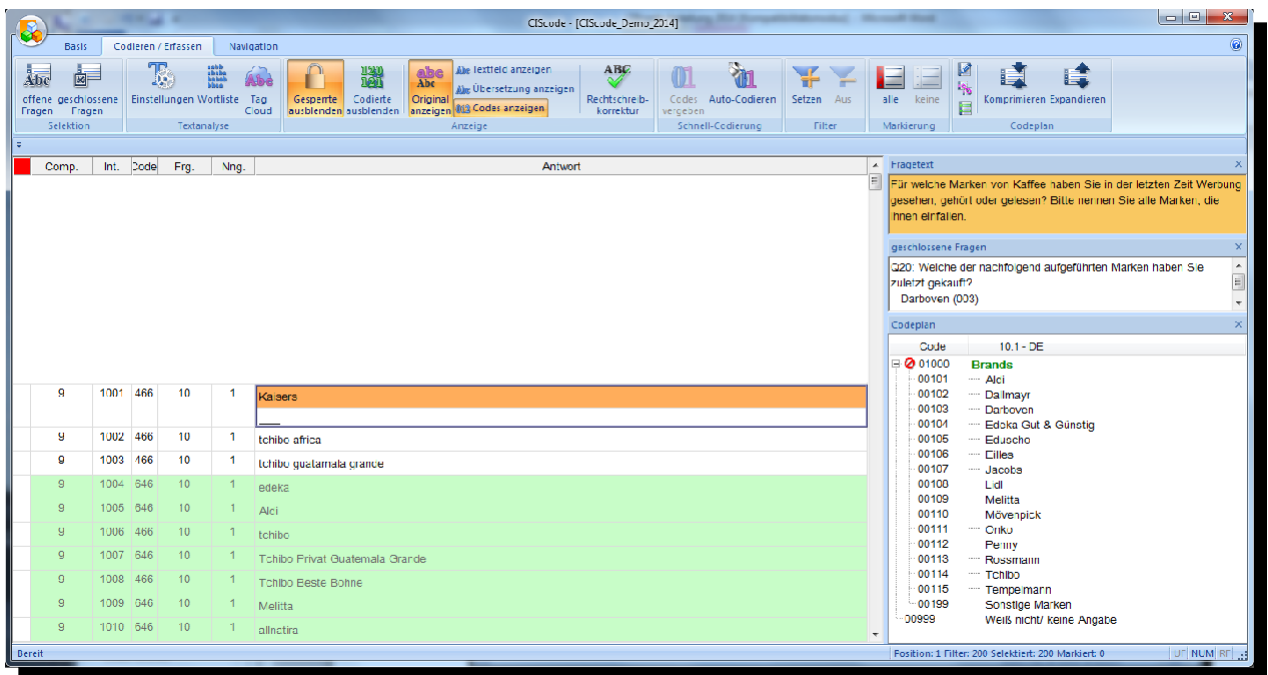 CIScode - [CIScode_Demo_2014]
Basis Codieren / Erfassen Navigation
offene Fragen
geschlossene Fragen
Selektion
Einstellungen Wortliste Tag Cloud
Textanalyse
Gesperrte ausblenden
Codierte ausblenden
Original anzeigen
Textfeld anzeigen
Übersetzung anzeigen
Codes anzeigen
Rechtschreib-korrektur
Anzeige
Codes vergeben
Auto-Codieren
Schnell-Codierung
Setzen Aus
Filter
alle keine
Markierung
Komprimieren Expandieren
Codeplan
Comp. Int. Code Frg. Nng. Antwort
9 1001 466 10 1 Kaisers
9 1002 466 10 1 tchibo africa
9 1003 466 10 1 tchibo guatamala grande
9 1004 646 10 1 edeka
9 1005 646 10 1 Aldi
9 1006 466 10 1 tchibo
9 1007 646 10 1 Tchibo Privat Guatemala Grande
9 1008 466 10 1 Tchibo Beste Bohne
9 1009 646 10 1 Melitta
9 1010 646 10 1
Fragetext
Für welche Marken von Kaffee haben Sie in der letzten Zeit Werbung
gesehen, gehört oder gelesen? Bitte nennen Sie alle Marken, die
Ihnen einfallen.
geschlossene Fragen
Q20: Welche der nachfolgend aufgeführten Marken haben Sie
zuletzt gekauft?
Darboven (003)
Codeplan
Code 10.1 - DE
01000 Brands
00101 Aldi
00102 Dallmayr
00103 Darboven
00104 Edeka Gut & Günstig
00105 Eduscho
00106 Eilles
00107 Jacobs
00108 Lidl
00109 Melitta
00110 Mövenpick
00111 Onko
00112 Penny
00113 Rossmann
00114 Tchibo
00115 Tengelmann
00199 Sonstige Marken
00999 Weiß nicht/ keine Angabe
Bereit
Position: 1 Filter: 200 Selektiert: 200 Markiert: 0 UF NUM RF